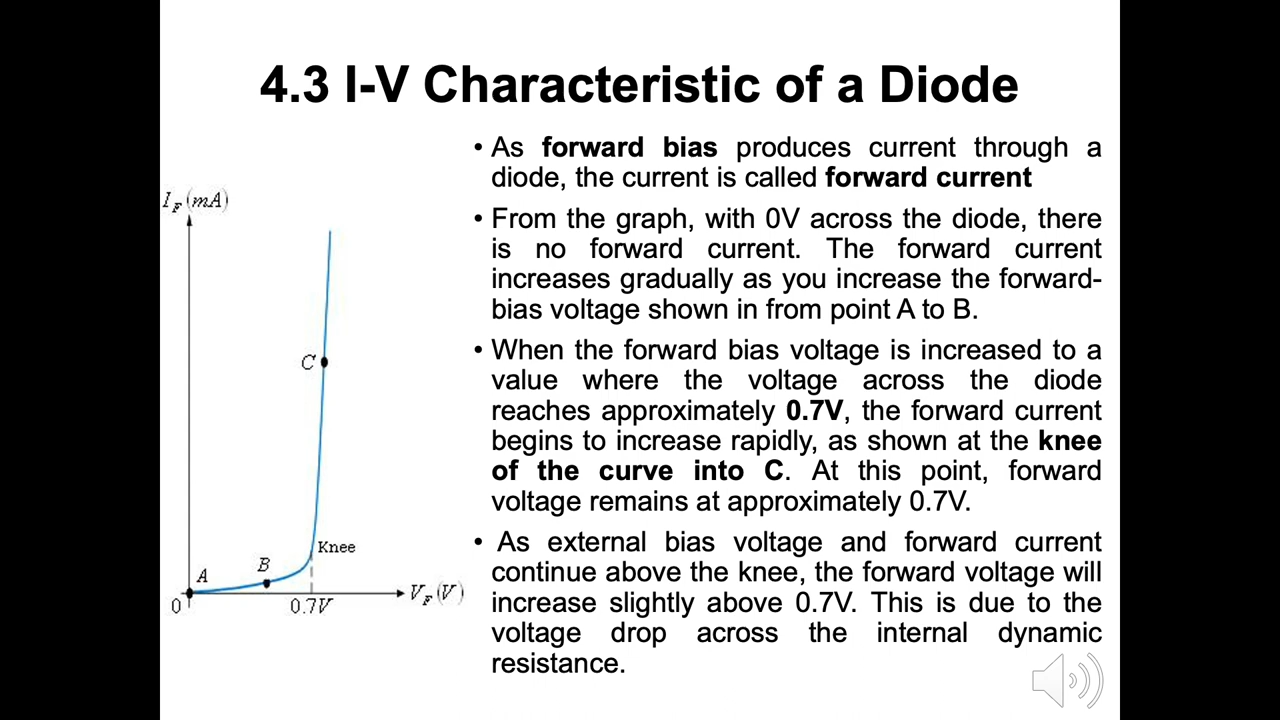 4.3 I-V Characteristic of a Diode
• As forward bias produces current through a
diode, the current is called forward current
• From the graph, with 0V across the diode, there
is no forward current. The forward current
increases gradually as you increase the forward-
bias voltage shown in from point A to B.
• When the forward bias voltage is increased to a
value where the voltage across the diode
reaches approximately 0.7V, the forward current
begins to increase rapidly, as shown at the knee
of the curve into C. At this point, forward
voltage remains at approximately 0.7V.
• As external bias voltage and forward current
continue above the knee, the forward voltage will
increase slightly above 0.7V. This is due to the
voltage drop across the internal dynamic
resistance.
I_F (mA)
C
Knee
B
A
0
0.7V
V_F (V)